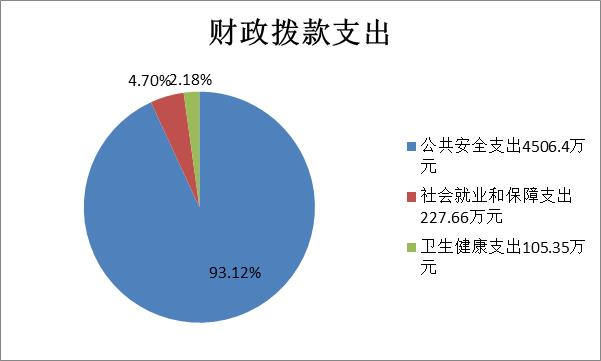 财政拨款支出
4.70%
2.18%
93.12%
公共安全支出4506.4万
元
社会就业和保障支出
227.66万元
卫生健康支出105.35万
元